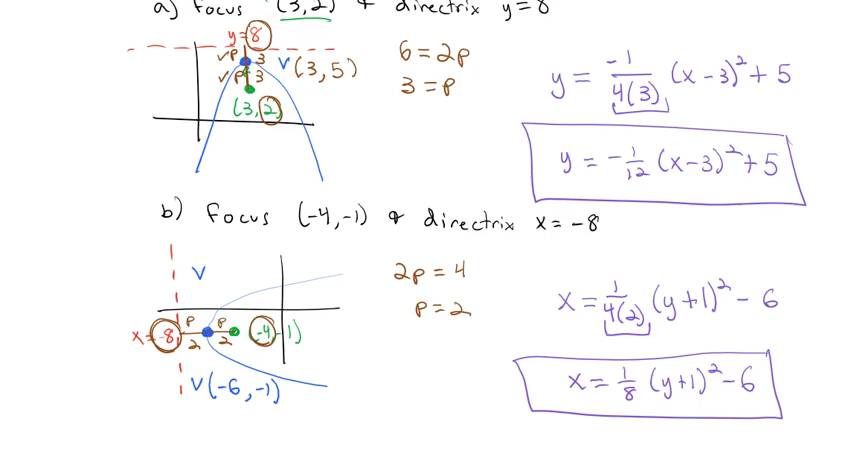 a) Focus (3,2) & directrix y=8
y=8
p 3
p 3
V (3,5)
(3,2)
6=2p
3=p
y = -1/4(3) (x-3)² + 5
y = -1/12 (x-3)² + 5
b) Focus (-4,-1) & directrix x=-8
V
x=-8
p p
2 2
(-4,-1)
V(-6,-1)
2p=4
p=2
x = 1/4(2) (y+1)² - 6
x = 1/8 (y+1)² - 6